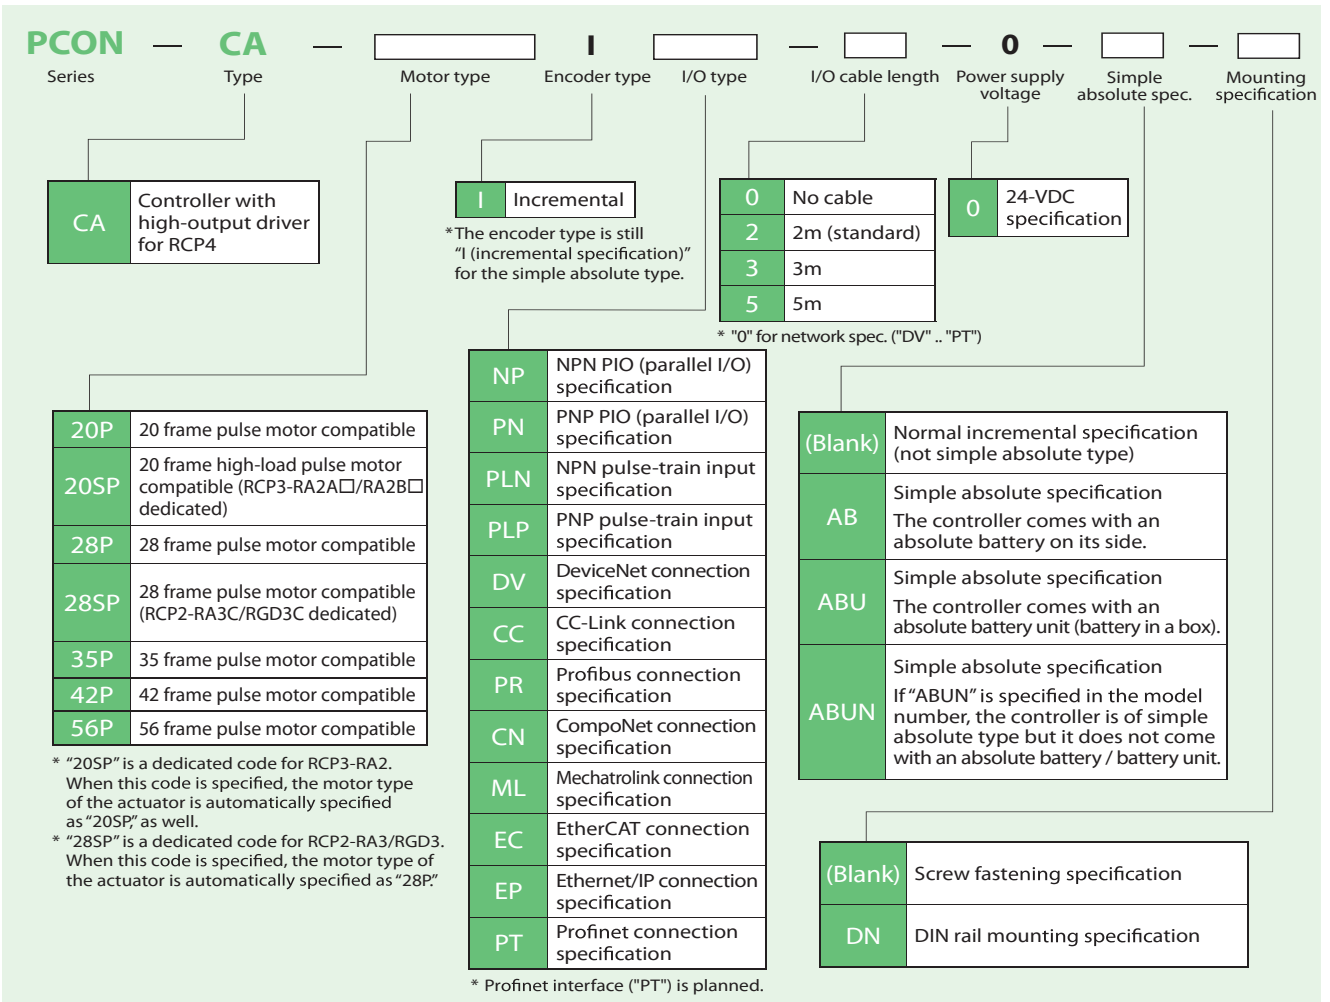 PCON — CA — I — — 0 — —
Series Type Motor type Encoder type I/O type I/O cable length Power supply voltage Simple absolute spec. Mounting specification
CA
Controller with
high-output driver
for RCP4
I Incremental
*The encoder type is still
“I (incremental specification)”
for the simple absolute type.
0 No cable
2 2m (standard)
3 3m
5 5m
* "0" for network spec. ("DV" .. "PT")
0
24-VDC
specification
20P 20 frame pulse motor compatible
20SP
20 frame high-load pulse motor
compatible (RCP3-RA2A□/RA2B□
dedicated)
28P 28 frame pulse motor compatible
28SP
28 frame pulse motor compatible
(RCP2-RA3C/RGD3C dedicated)
35P 35 frame pulse motor compatible
42P 42 frame pulse motor compatible
56P 56 frame pulse motor compatible
* “20SP” is a dedicated code for RCP3-RA2.
When this code is specified, the motor type
of the actuator is automatically specified
as “20SP,” as well.
* “28SP” is a dedicated code for RCP2-RA3/RGD3.
When this code is specified, the motor type of
the actuator is automatically specified as “28P.”
NP
NPN PIO (parallel I/O)
specification
PN
PNP PIO (parallel I/O)
specification
PLN
NPN pulse-train input
specification
PLP
PNP pulse-train input
specification
DV
DeviceNet connection
specification
CC
CC-Link connection
specification
PR
Profibus connection
specification
CN
CompoNet connection
specification
ML
Mechatrolink connection
specification
EC
EtherCAT connection
specification
EP
Ethernet/IP connection
specification
PT
Profinet connection
specification
* Profinet interface ("PT") is planned.
(Blank)
Normal incremental specification
(not simple absolute type)
AB
Simple absolute specification
The controller comes with an
absolute battery on its side.
ABU
Simple absolute specification
The controller comes with an
absolute battery unit (battery in a box).
ABUN
Simple absolute specification
If “ABUN” is specified in the model
number, the controller is of simple
absolute type but it does not come
with an absolute battery / battery unit.
(Blank) Screw fastening specification
DN DIN rail mounting specification